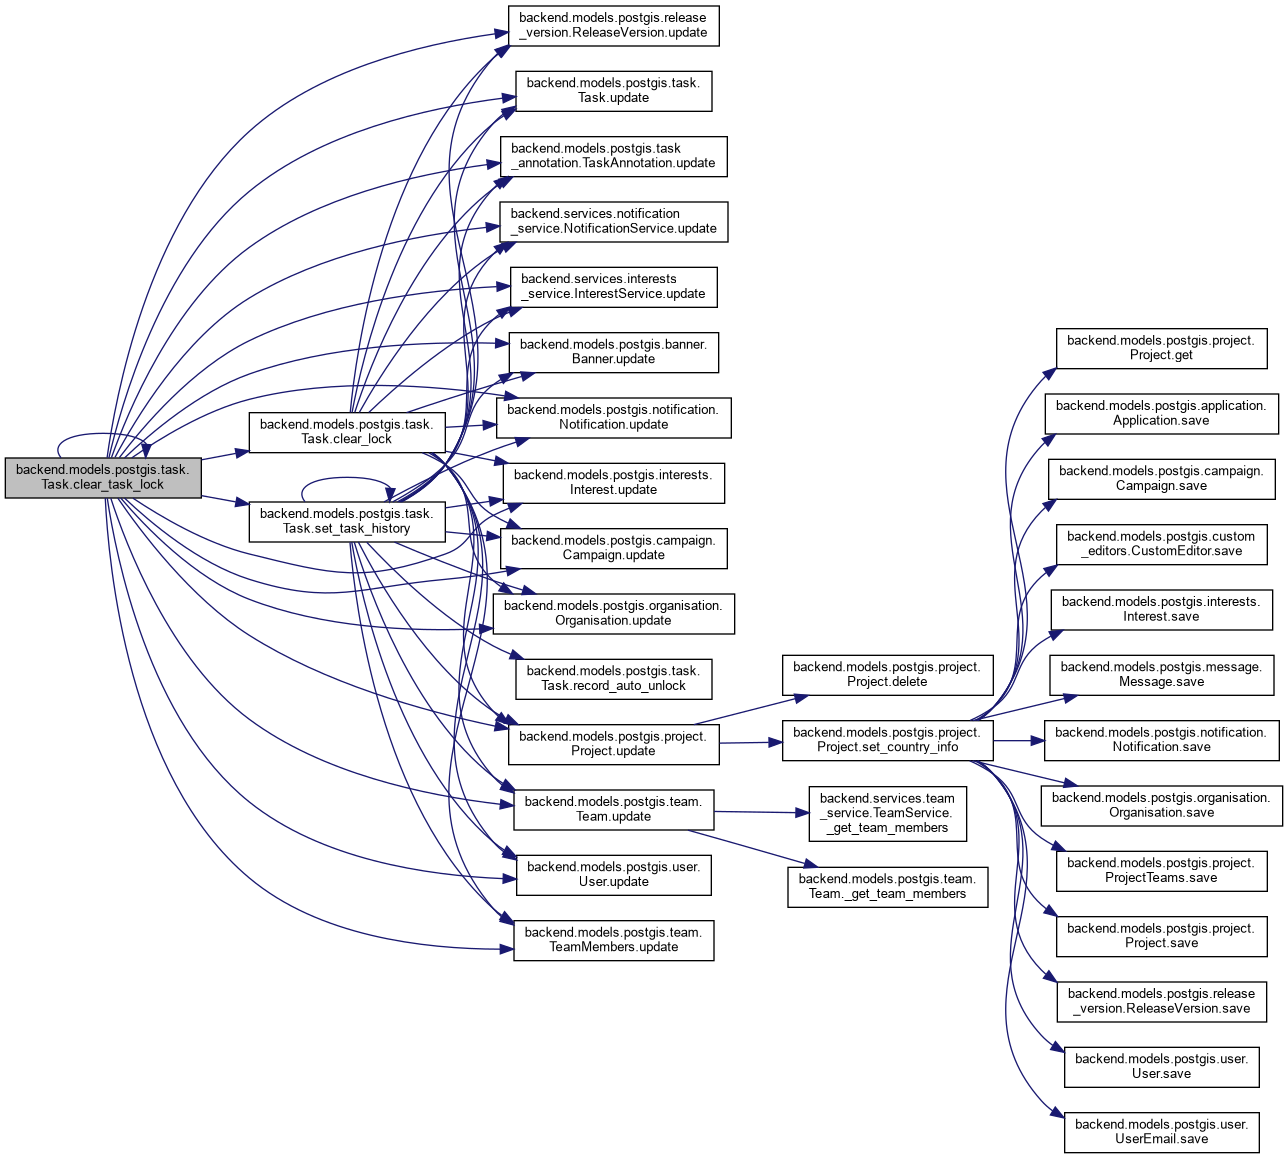 backend.models.postgis.task.
Task.clear_task_lock
backend.models.postgis.task.
Task.clear_lock
backend.models.postgis.task.
Task.set_task_history
backend.models.postgis.release
_version.ReleaseVersion.update
backend.models.postgis.task.
Task.update
backend.models.postgis.task
_annotation.TaskAnnotation.update
backend.services.notification
_service.NotificationService.update
backend.services.interests
_service.InterestService.update
backend.models.postgis.banner.
Banner.update
backend.models.postgis.notification.
Notification.update
backend.models.postgis.interests.
Interest.update
backend.models.postgis.campaign.
Campaign.update
backend.models.postgis.organisation.
Organisation.update
backend.models.postgis.task.
Task.record_auto_unlock
backend.models.postgis.project.
Project.update
backend.models.postgis.team.
Team.update
backend.models.postgis.user.
User.update
backend.models.postgis.team.
TeamMembers.update
backend.models.postgis.project.
Project.delete
backend.models.postgis.project.
Project.set_country_info
backend.services.team
_service.TeamService.
_get_team_members
backend.models.postgis.team.
Team._get_team_members
backend.models.postgis.project.
Project.get
backend.models.postgis.application.
Application.save
backend.models.postgis.campaign.
Campaign.save
backend.models.postgis.custom
_editors.CustomEditor.save
backend.models.postgis.interests.
Interest.save
backend.models.postgis.message.
Message.save
backend.models.postgis.notification.
Notification.save
backend.models.postgis.organisation.
Organisation.save
backend.models.postgis.project.
ProjectTeams.save
backend.models.postgis.project.
Project.save
backend.models.postgis.release
_version.ReleaseVersion.save
backend.models.postgis.user.
User.save
backend.models.postgis.user.
UserEmail.save